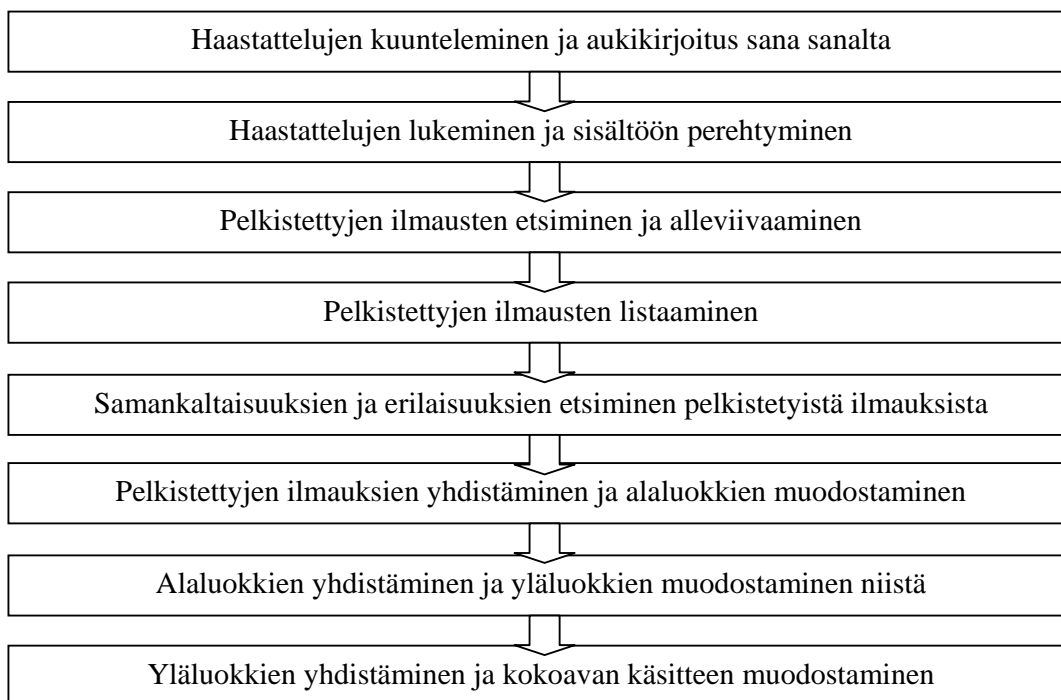 Haastattelujen kuunteleminen ja aukikirjoitus sana sanalta
Haastattelujen lukeminen ja sisältöön perehtyminen
Pelkistettyjen ilmausten etsiminen ja alleviivaaminen
Pelkistettyjen ilmausten listaaminen
Samankaltaisuuksien ja erilaisuuksien etsiminen pelkistetyistä ilmauksista
Pelkistettyjen ilmauksien yhdistäminen ja alaluokkien muodostaminen
Alaluokkien yhdistäminen ja yläluokkien muodostaminen niistä
Yläluokkien yhdistäminen ja kokoavan käsitteen muodostaminen